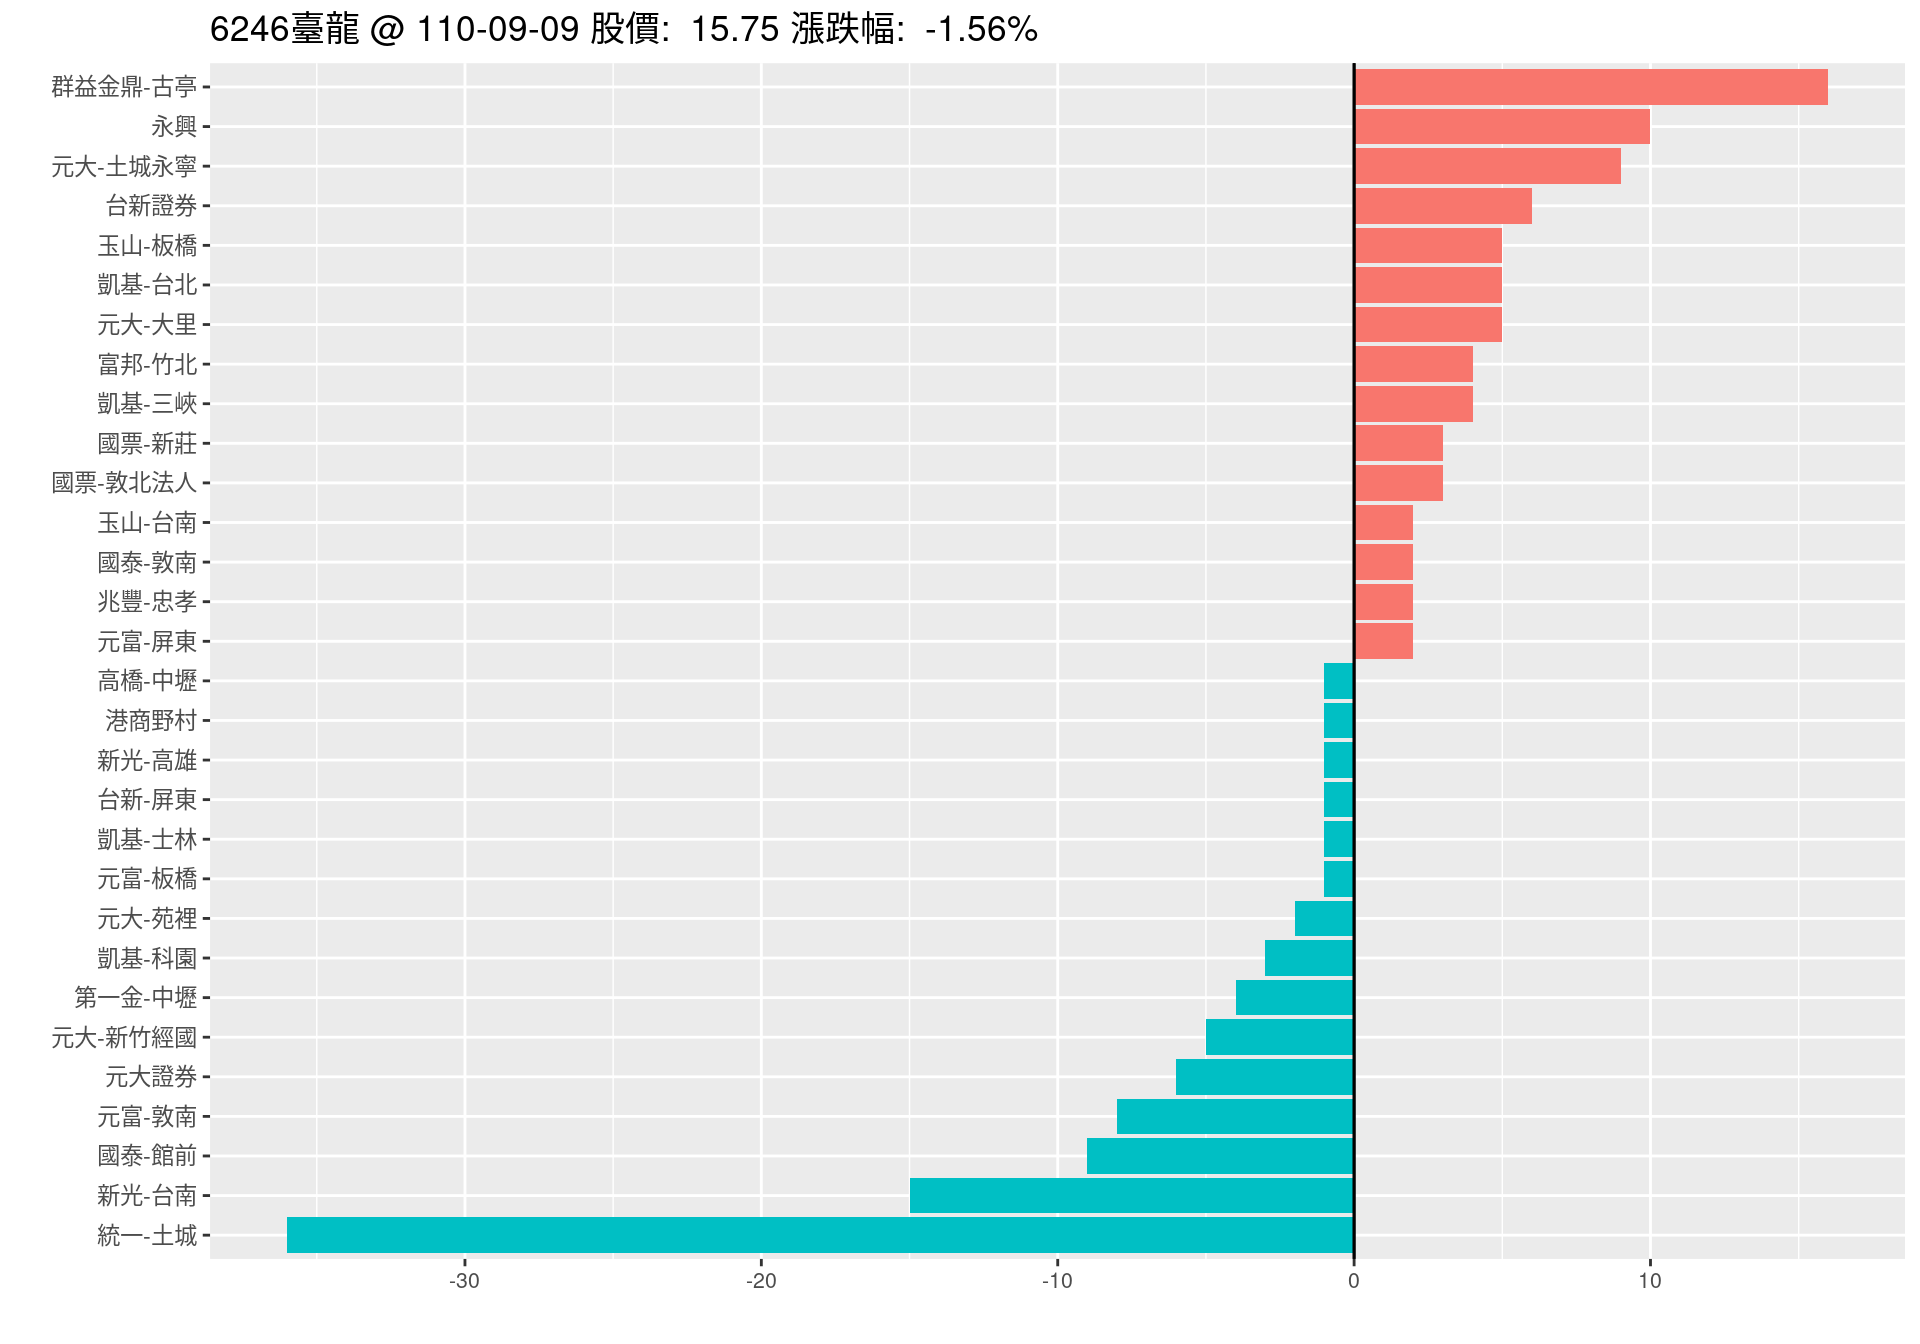 6246臺龍 @ 110-09-09 股價:  15.75 漲跌幅:  -1.56%
群益金鼎-古亭
永興
元大-土城永寧
台新證券
玉山-板橋
凱基-台北
元大-大里
富邦-竹北
凱基-三峽
國票-新莊
國票-敦北法人
玉山-台南
國泰-敦南
兆豐-忠孝
元富-屏東
高橋-中壢
港商野村
新光-高雄
台新-屏東
凱基-士林
元富-板橋
元大-苑裡
凱基-科園
第一金-中壢
元大-新竹經國
元大證券
元富-敦南
國泰-館前
新光-台南
統一-土城
-30 -20 -10 0 10